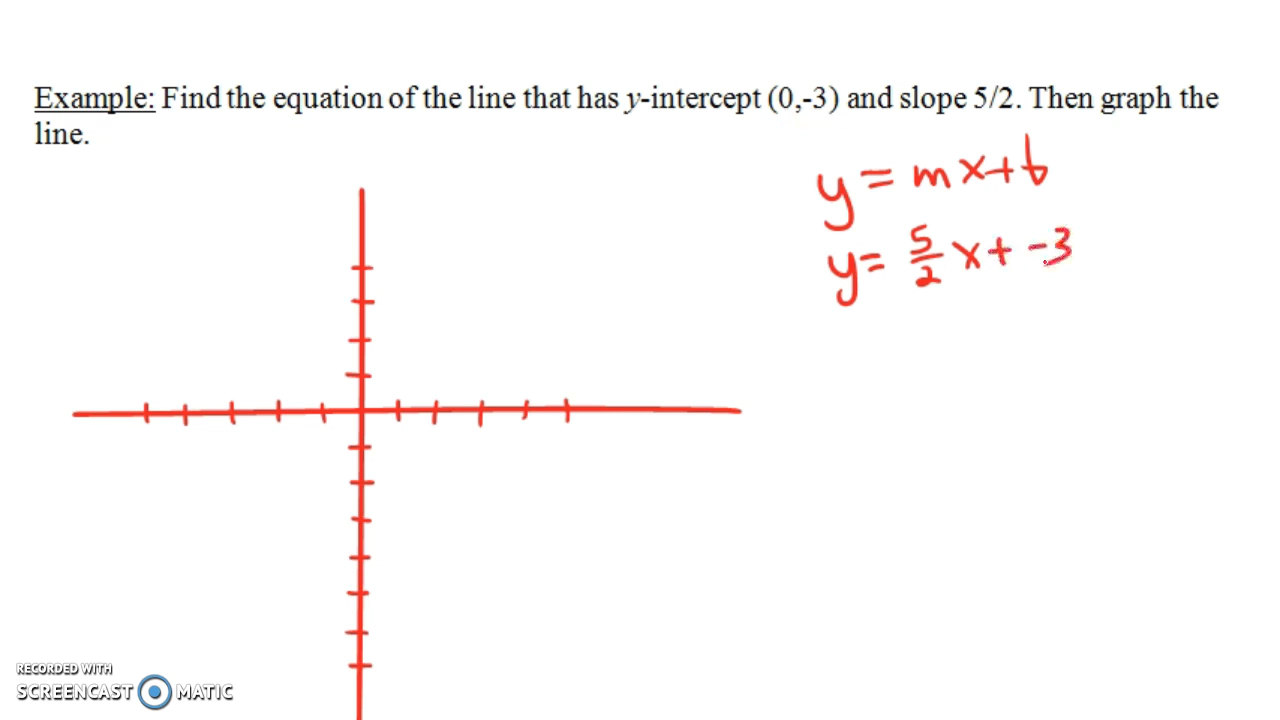 Example: Find the equation of the line that has y-intercept (0,-3) and slope 5/2. Then graph the
line.
y = mx+b
y = 5/2 x + -3
RECORDED WITH
SCREENCAST MATIC